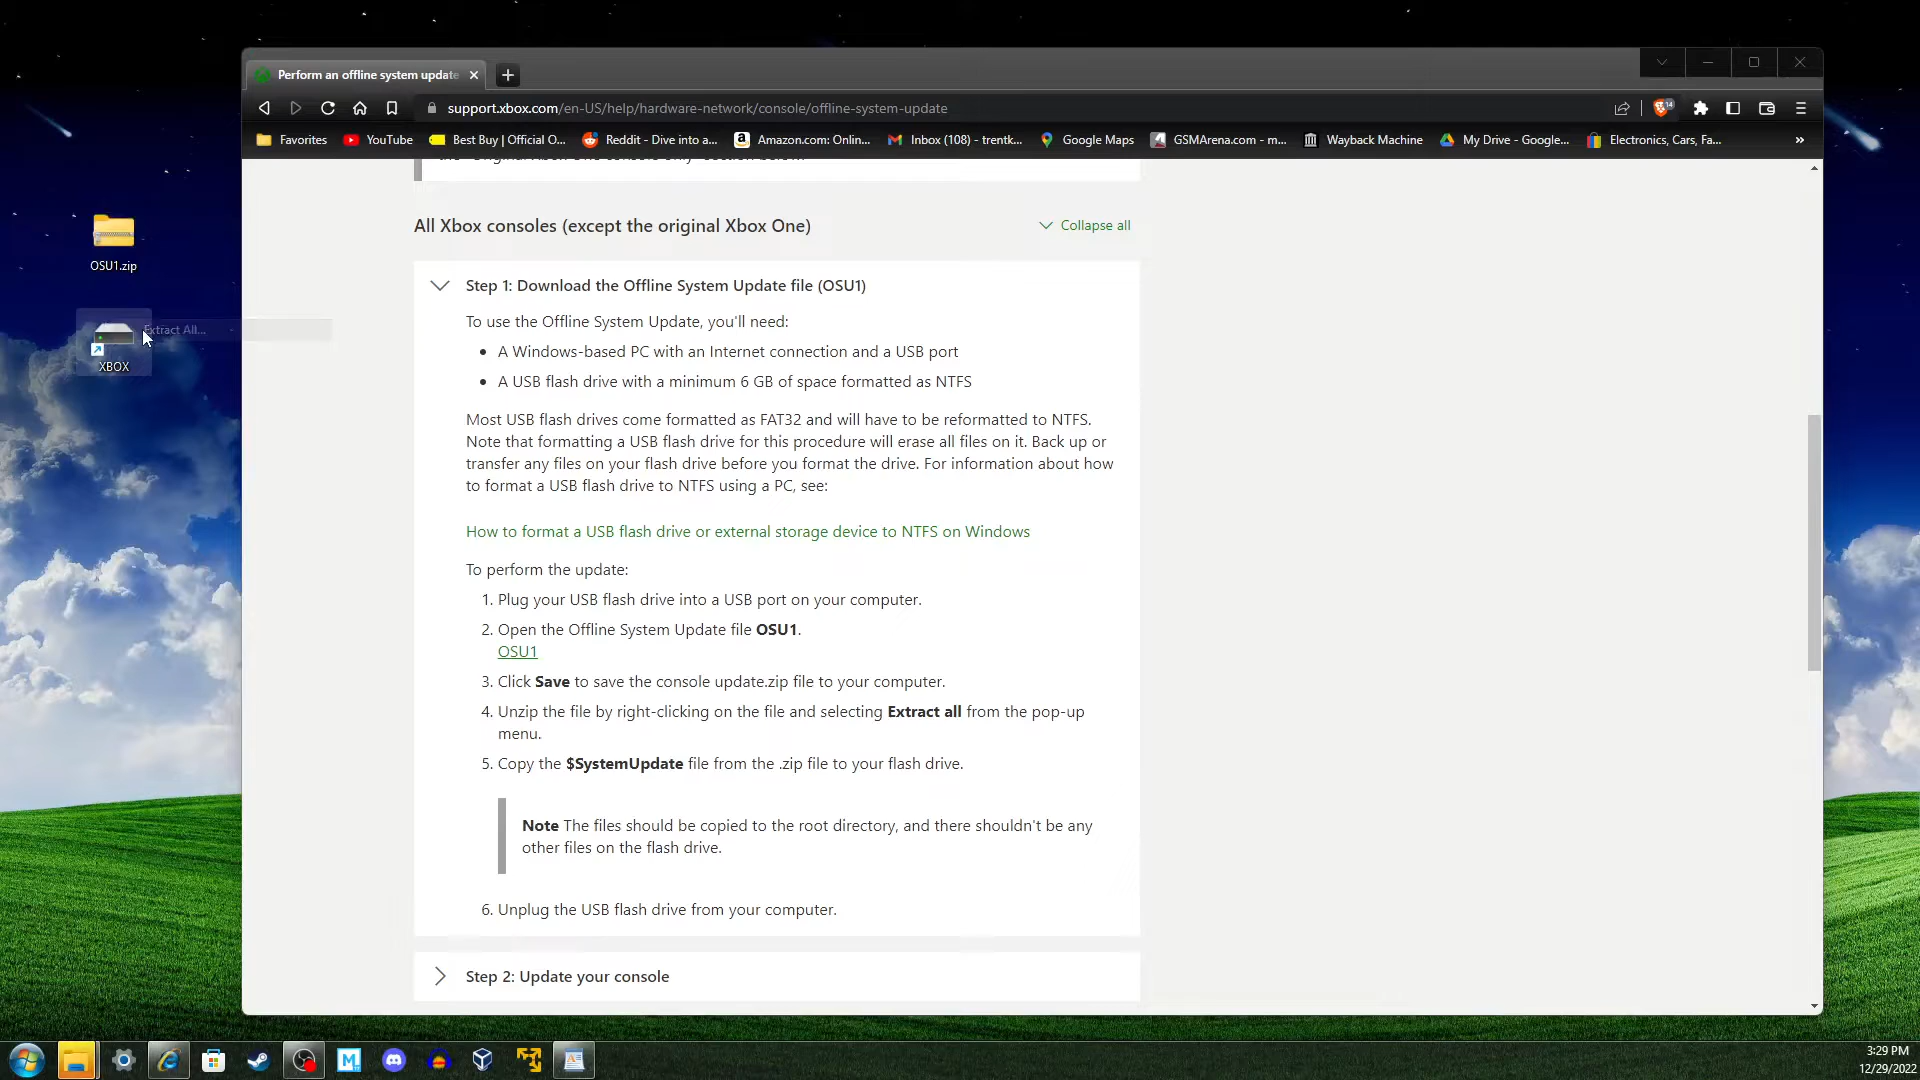 Perform an offline system update
support.xbox.com/en-US/help/hardware-network/console/offline-system-update
14
Favorites
YouTube
Best Buy | Official O...
Reddit - Dive into a...
Amazon.com: Onlin...
Inbox (108) - trentk...
Google Maps
GSMArena.com - m...
Wayback Machine
My Drive - Google...
Electronics, Cars, Fa...
»
OSU1.zip
Extract All...
XBOX
All Xbox consoles (except the original Xbox One)
Collapse all
Step 1: Download the Offline System Update file (OSU1)
To use the Offline System Update, you'll need:
• A Windows-based PC with an Internet connection and a USB port
• A USB flash drive with a minimum 6 GB of space formatted as NTFS
Most USB flash drives come formatted as FAT32 and will have to be reformatted to NTFS.
Note that formatting a USB flash drive for this procedure will erase all files on it. Back up or
transfer any files on your flash drive before you format the drive. For information about how
to format a USB flash drive to NTFS using a PC, see:
How to format a USB flash drive or external storage device to NTFS on Windows
To perform the update:
1. Plug your USB flash drive into a USB port on your computer.
2. Open the Offline System Update file OSU1.
OSU1
3. Click Save to save the console update.zip file to your computer.
4. Unzip the file by right-clicking on the file and selecting Extract all from the pop-up
menu.
5. Copy the $SystemUpdate file from the .zip file to your flash drive.
Note The files should be copied to the root directory, and there shouldn't be any
other files on the flash drive.
6. Unplug the USB flash drive from your computer.
Step 2: Update your console
3:29 PM
12/29/2022